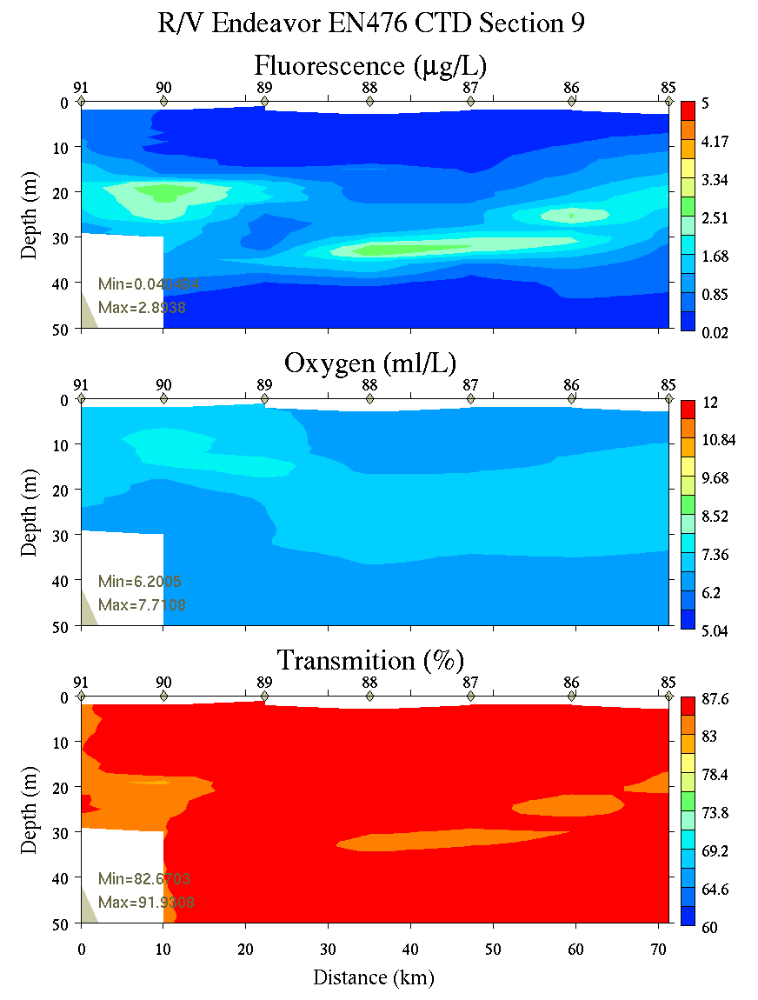 R/V Endeavor EN476 CTD Section 9
Fluorescence (μg/L)
91 90 89 88 87 86 85
Depth (m)
0
10
20
30
40
50
Min=0.040484
Max=2.8938
5
4.17
3.34
2.51
1.68
0.85
0.02
Oxygen (ml/L)
91 90 89 88 87 86 85
Depth (m)
0
10
20
30
40
50
Min=6.2005
Max=7.7108
12
10.84
9.68
8.52
7.36
6.2
5.04
Transmition (%)
91 90 89 88 87 86 85
Depth (m)
0
10
20
30
40
50
Min=82.6703
Max=91.9308
87.6
83
78.4
73.8
69.2
64.6
60
0 10 20 30 40 50 60 70
Distance (km)